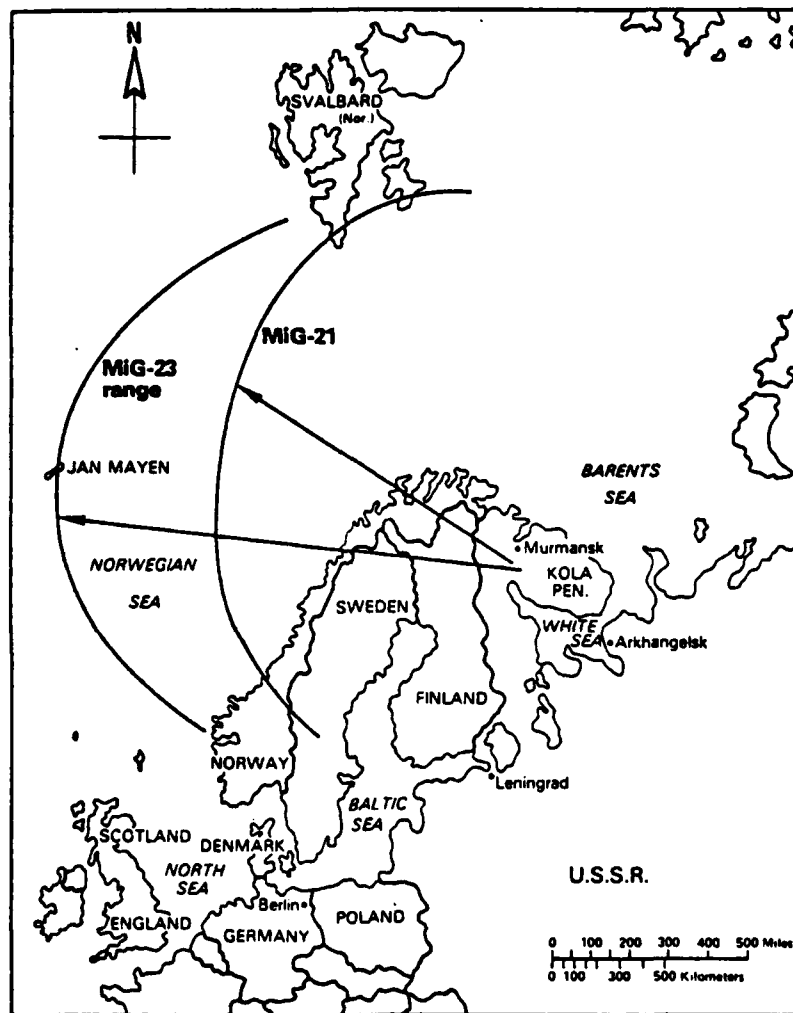 N
SVALBARD
(Nor.)
MiG-21
MiG-23
range
JAN MAYEN
BARENTS
SEA
Murmansk
KOLA
PEN.
NORWEGIAN
SEA
SWEDEN
WHITE
SEA
Arkhangelsk
FINLAND
NORWAY
Leningrad
BALTIC
SEA
SCOTLAND
DENMARK
NORTH
SEA
U.S.S.R.
Berlin
POLAND
ENGLAND
GERMANY
0 100 200 300 400 500 Miles
0 100 300 500 Kilometers